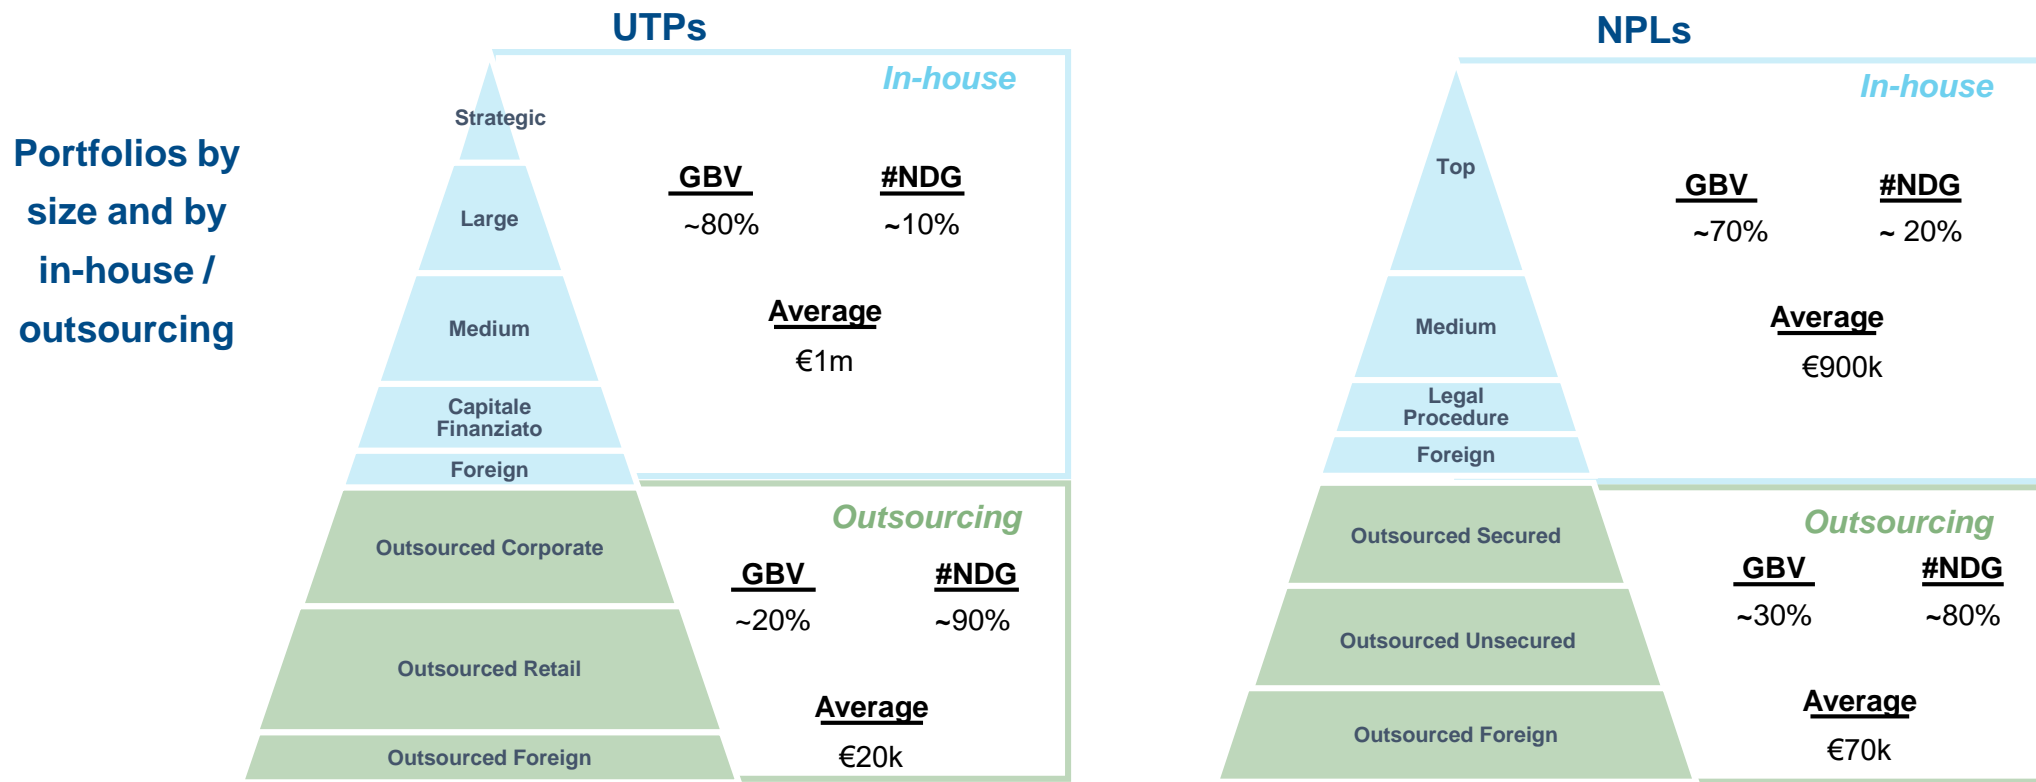 Portfolios by
size and by
in-house /
outsourcing
UTPs
In-house
Strategic
Large
Medium
Capitale
Finanziato
Foreign
GBV #NDG
~80% ~10%
Average
€1m
Outsourcing
Outsourced Corporate
Outsourced Retail
Outsourced Foreign
GBV #NDG
~20% ~90%
Average
€20k
NPLs
In-house
Top
Medium
Legal
Procedure
Foreign
GBV #NDG
~70% ~ 20%
Average
€900k
Outsourcing
Outsourced Secured
Outsourced Unsecured
Outsourced Foreign
GBV #NDG
~30% ~80%
Average
€70k